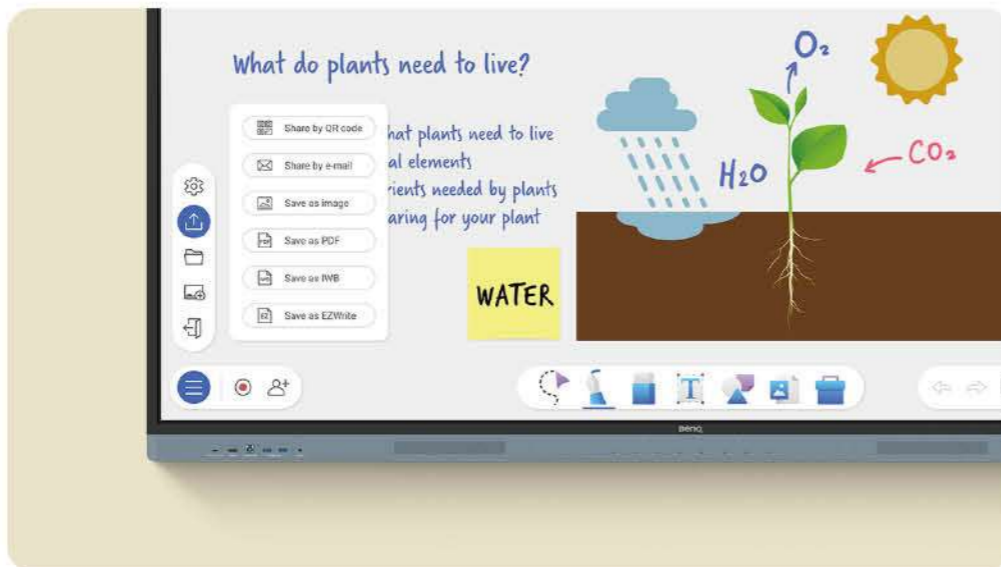 What do plants need to live?
hat plants need to live
al elements
rients needed by plants
aring for your plant
Share by QR code
Share by e-mail
Save as image
Save as PDF
Save as IWB
Save as EZWrite
WATER
O₂
H₂O
CO₂
T
BenQ